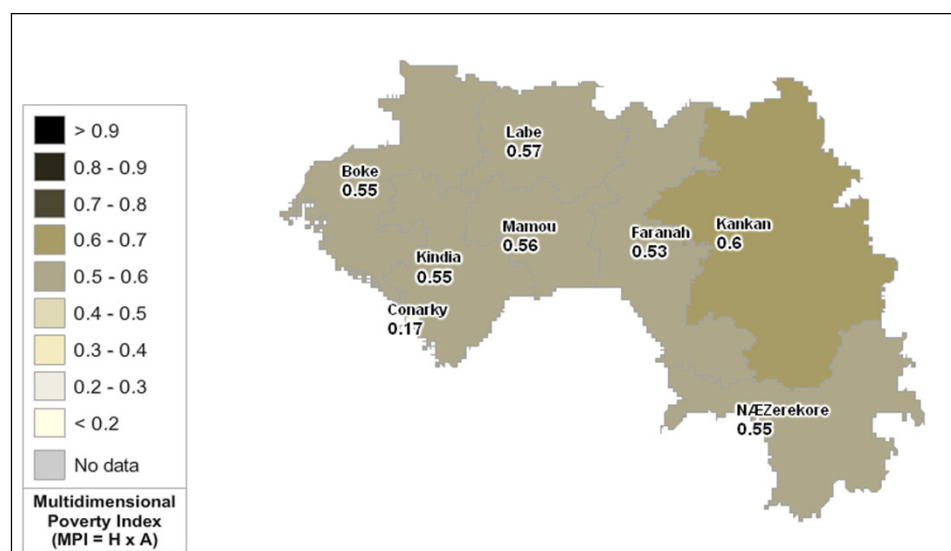 > 0.9
0.8 - 0.9
0.7 - 0.8
0.6 - 0.7
0.5 - 0.6
0.4 - 0.5
0.3 - 0.4
0.2 - 0.3
< 0.2
No data
Multidimensional
Poverty Index
(MPI = H x A)
Labe
0.57
Boke
0.55
Mamou
0.56
Faranah
0.53
Kankan
0.6
Kindia
0.55
Conarky
0.17
NÆZerekore
0.55